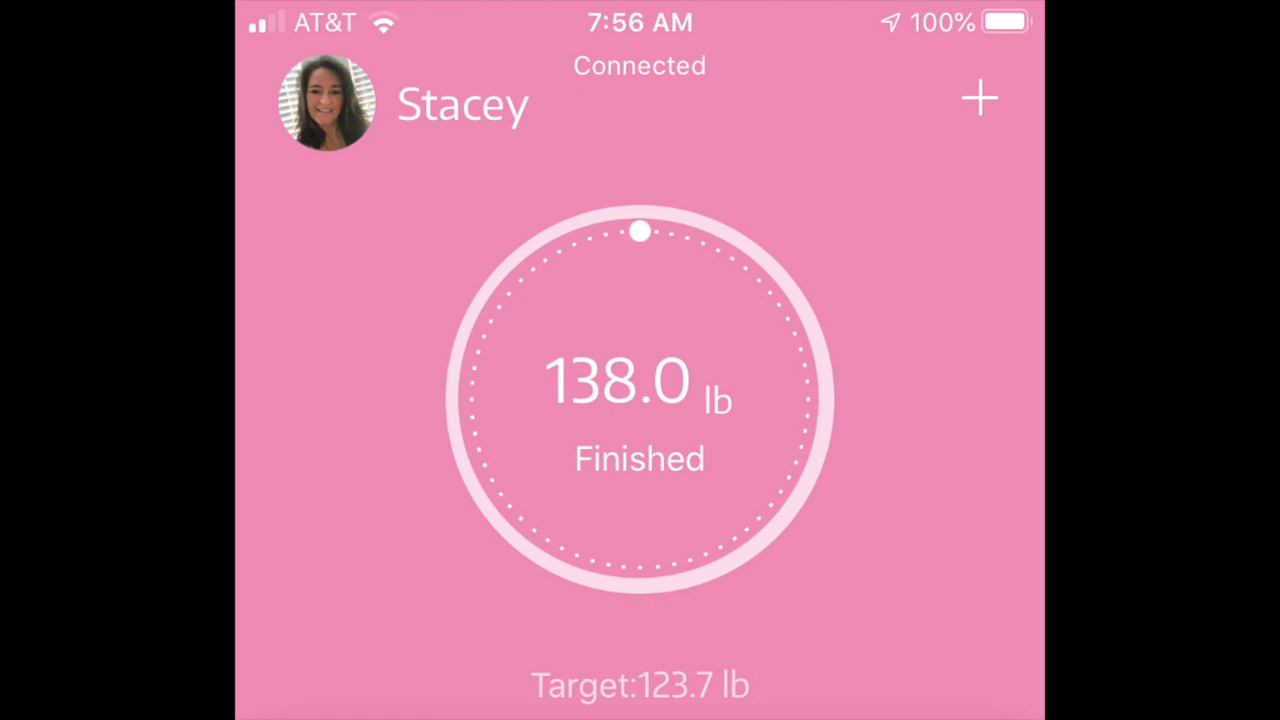 AT&T 7:56 AM 100%
Connected
Stacey
138.0 lb
Finished
Target:123.7 lb